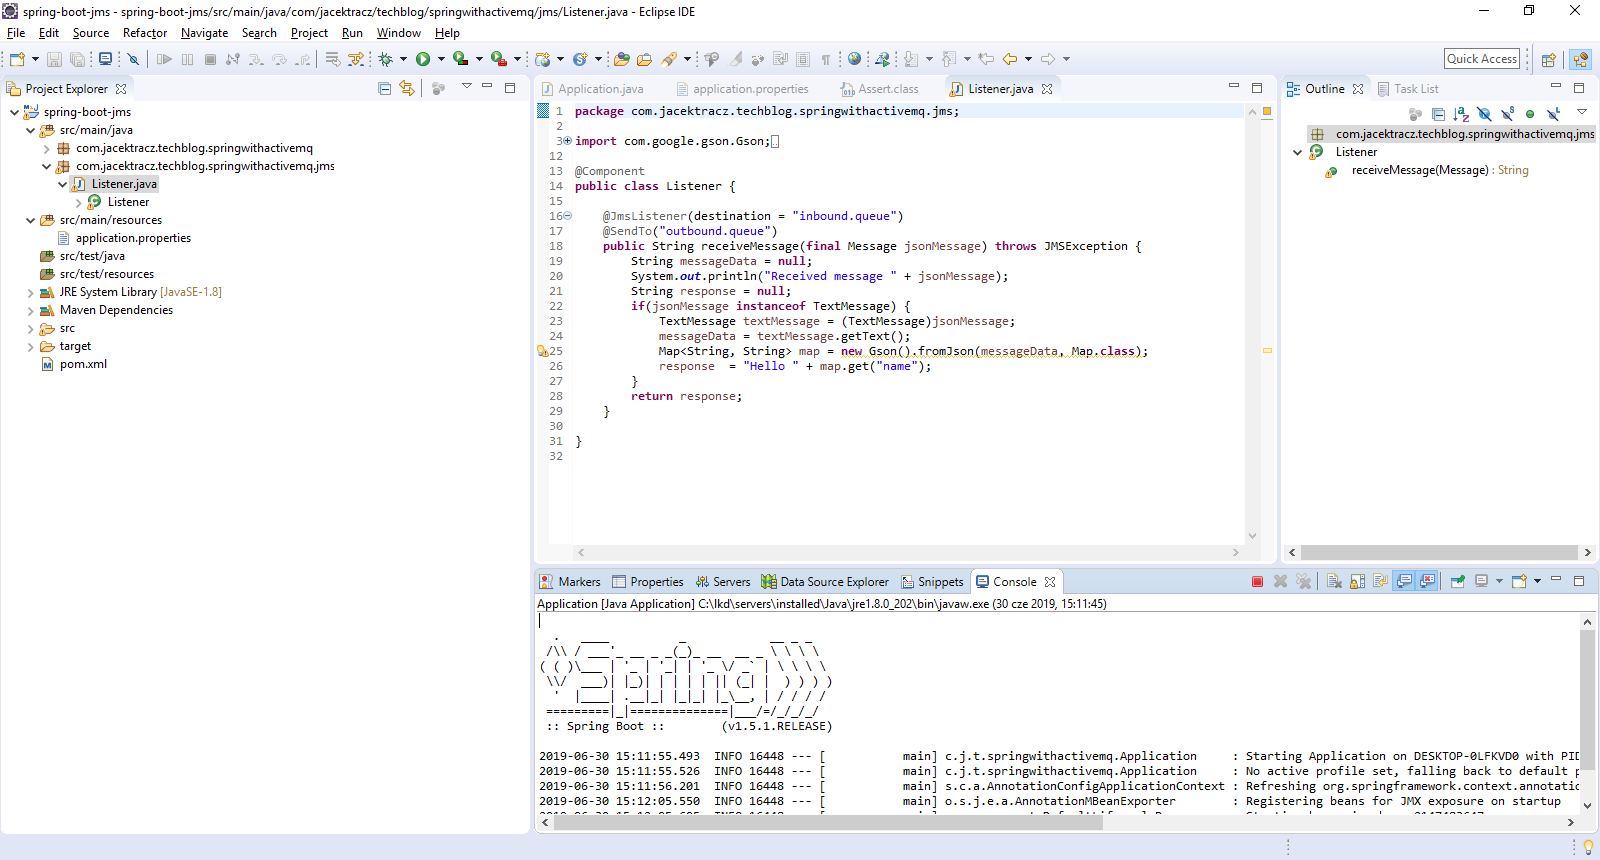 spring-boot-jms - spring-boot-jms/src/main/java/com/jacektracz/techblog/springwithactivemq/jms/Listener.java - Eclipse IDE
File Edit Source Refactor Navigate Search Project Run Window Help
Quick Access
Project Explorer
spring-boot-jms
src/main/java
com.jacektracz.techblog.springwithactivemq
com.jacektracz.techblog.springwithactivemq.jms
Listener.java
Listener
src/main/resources
application.properties
src/test/java
src/test/resources
JRE System Library [JavaSE-1.8]
Maven Dependencies
src
target
pom.xml
Application.java application.properties Assert.class Listener.java
1 package com.jacektracz.techblog.springwithactivemq.jms;
2
3 import com.google.gson.Gson;
12
13 @Component
14 public class Listener {
15
16 @JmsListener(destination = "inbound.queue")
17 @SendTo("outbound.queue")
18 public String receiveMessage(final Message jsonMessage) throws JMSException {
19 String messageData = null;
20 System.out.println("Received message " + jsonMessage);
21 String response = null;
22 if(jsonMessage instanceof TextMessage) {
23 TextMessage textMessage = (TextMessage)jsonMessage;
24 messageData = textMessage.getText();
25 Map<String, String> map = new Gson().fromJson(messageData, Map.class);
26 response  = "Hello " + map.get("name");
27 }
28 return response;
29 }
30
31 }
32
Outline Task List
com.jacektracz.techblog.springwithactivemq.jms
Listener
receiveMessage(Message) : String
Markers Properties Servers Data Source Explorer Snippets Console
Application [Java Application] C:\lkd\servers\installed\Java\jre1.8.0_202\bin\javaw.exe (30 cze 2019, 15:11:45)
Spring
:: Spring Boot ::        (v1.5.1.RELEASE)
2019-06-30 15:11:55.493  INFO 16448 --- [           main] c.j.t.springwithactivemq.Application     : Starting Application on DESKTOP-0LFKVD0 with PID
2019-06-30 15:11:55.526  INFO 16448 --- [           main] c.j.t.springwithactivemq.Application     : No active profile set, falling back to default p
2019-06-30 15:11:56.201  INFO 16448 --- [           main] s.c.a.AnnotationConfigApplicationContext : Refreshing org.springframework.context.annotatio
2019-06-30 15:12:05.550  INFO 16448 --- [           main] o.s.j.e.a.AnnotationMBeanExporter        : Registering beans for JMX exposure on startup